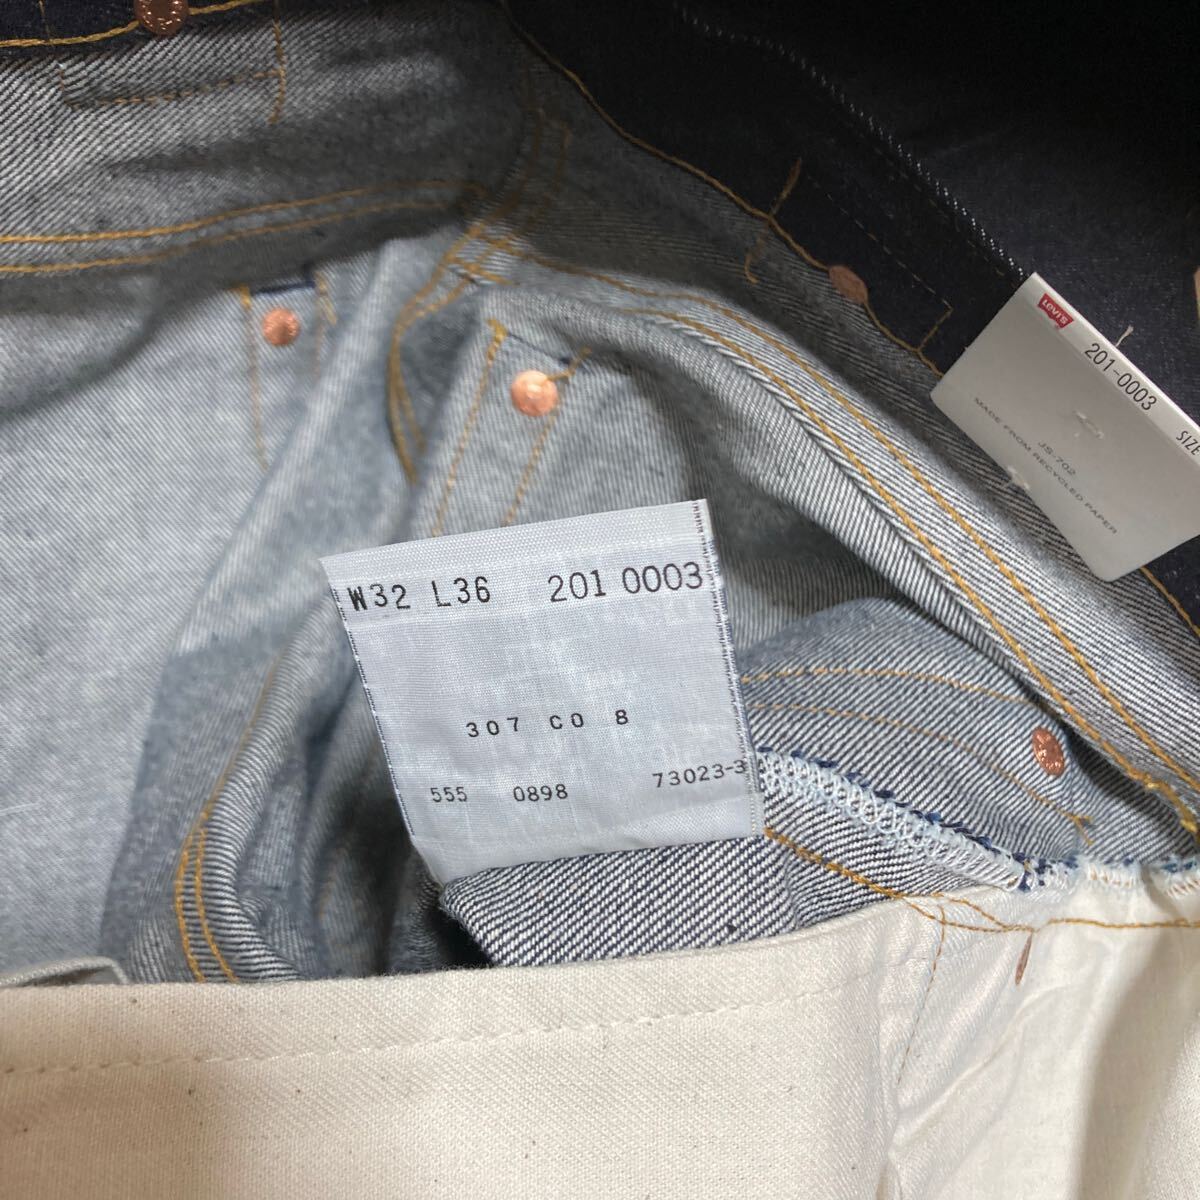 Levi's
201-0003
SIZE
JS-702
MADE FROM RECYCLED PAPER
W32 L36 201 0003
307 CO 8
555 0898 73023-3